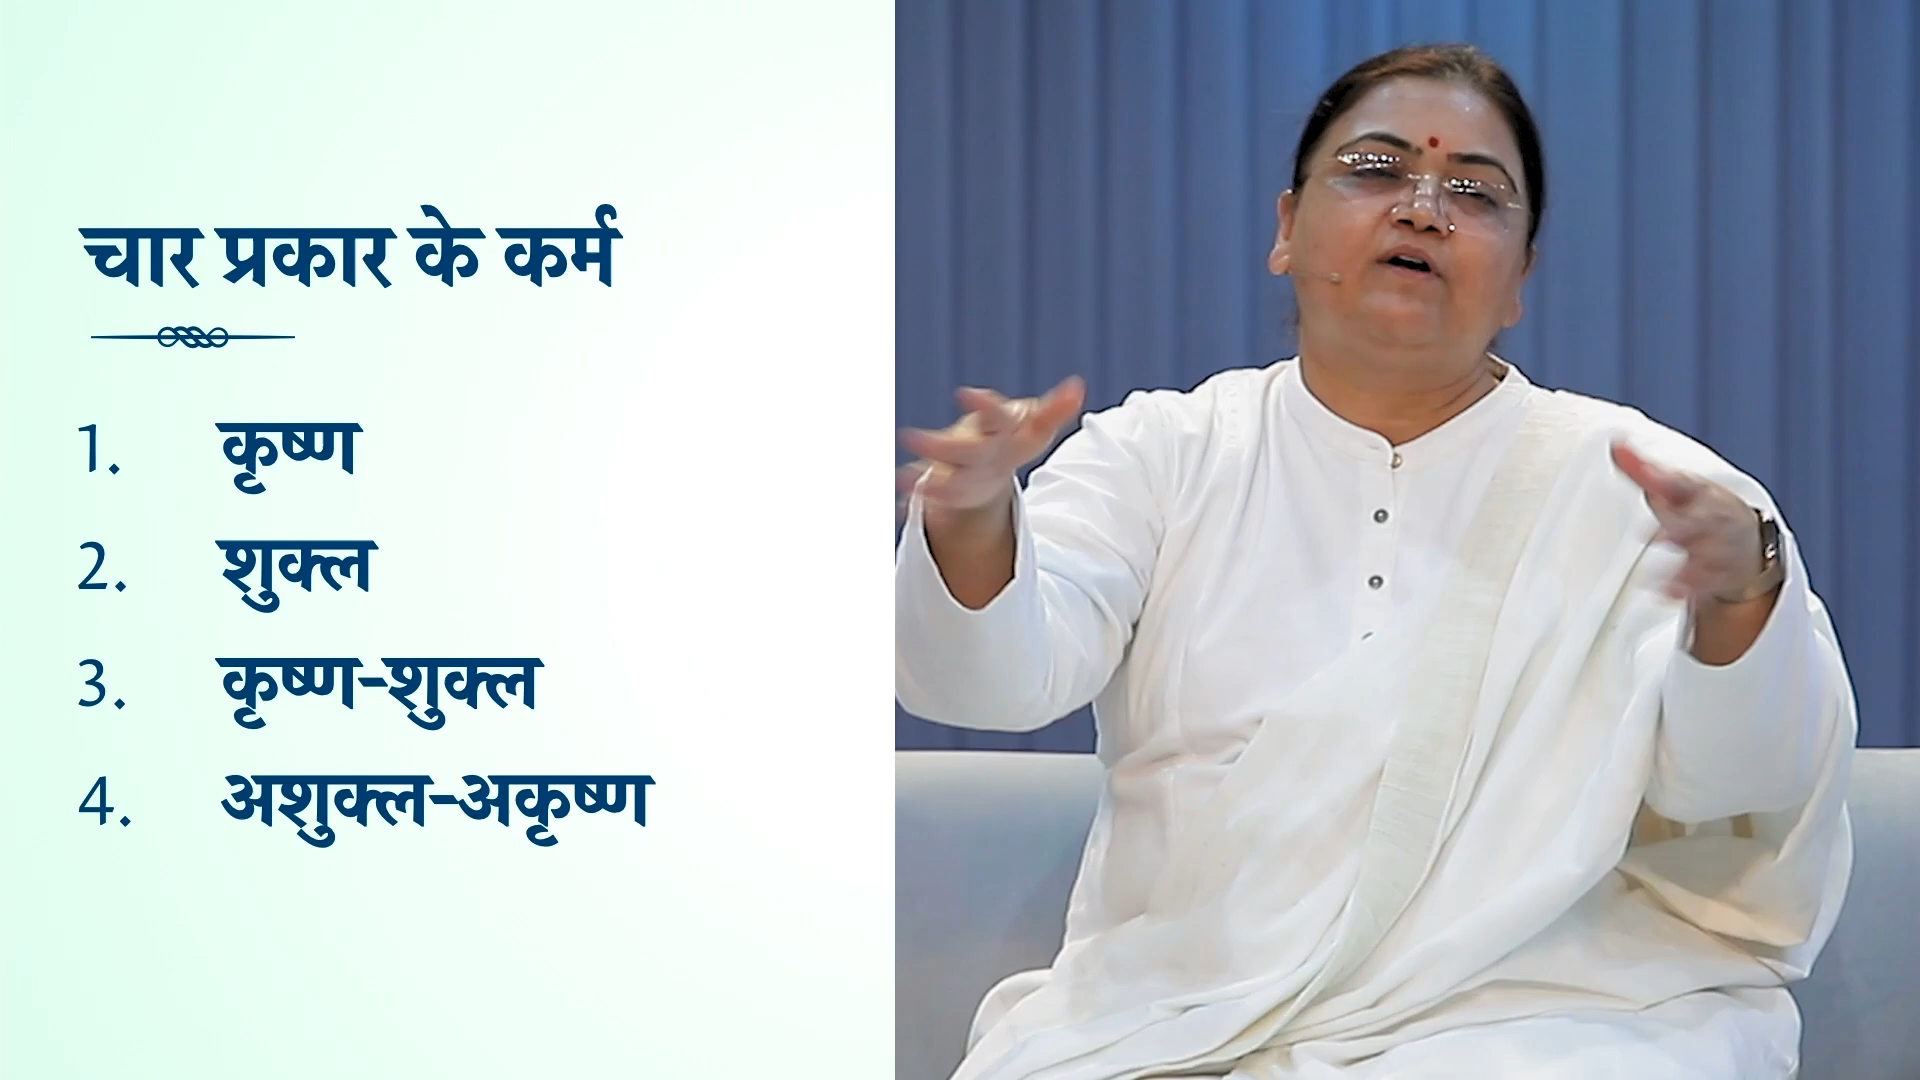 चार प्रकार के कर्म
1. कृष्ण
2. शुक्ल
3. कृष्ण-शुक्ल
4. अशुक्ल-अकृष्ण